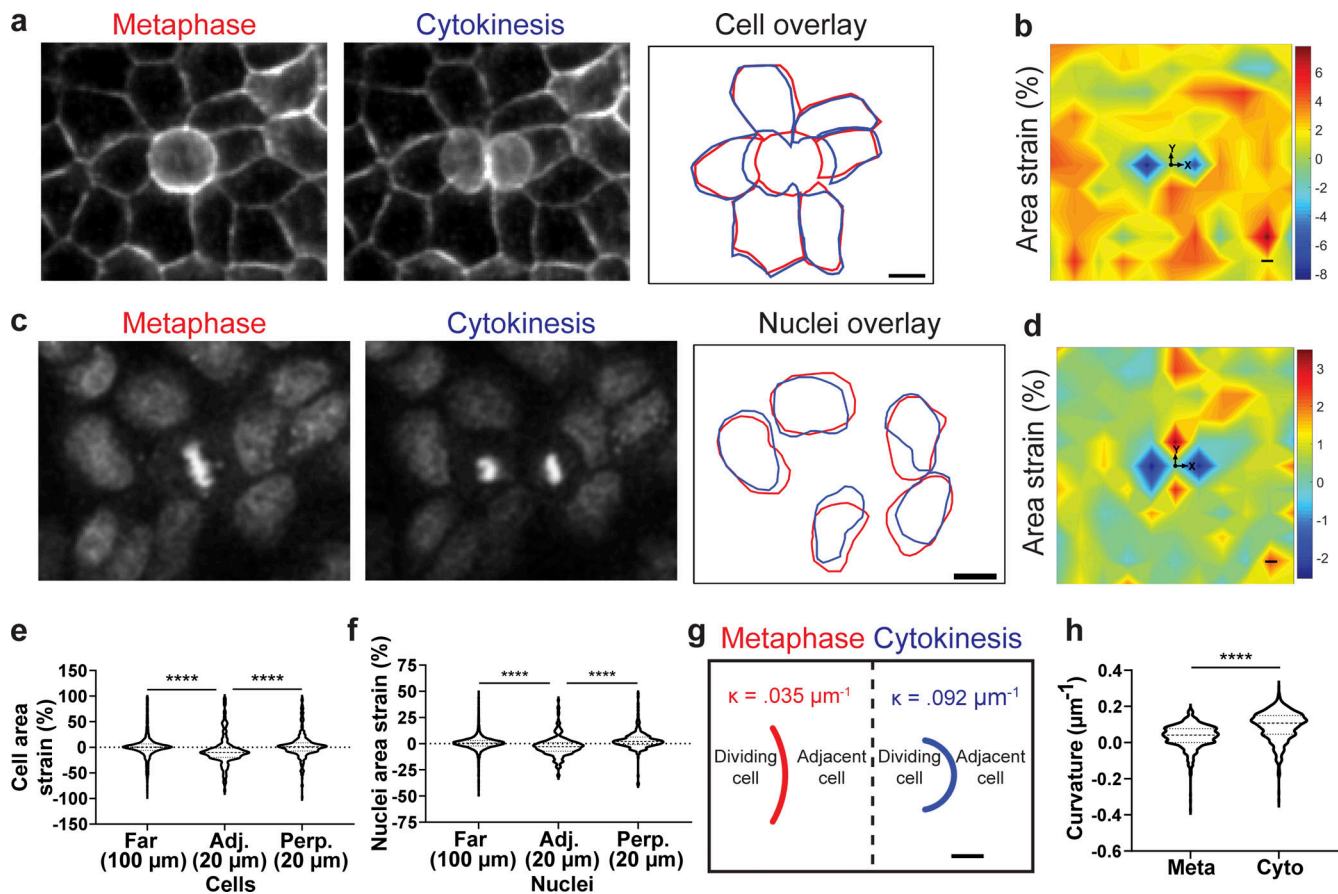 a
Metaphase
Cytokinesis
Cell overlay
b
Area strain (%)
Y
X
8
6
4
2
0
-2
-4
-6
-8
c
Metaphase
Cytokinesis
Nuclei overlay
d
Area strain (%)
Y
X
3
2
1
0
-1
-2
e
Cell area
strain (%)
150
100
50
0
-50
-100
-150
****
****
Far
(100 µm)
Adj.
(20 µm)
Perp.
(20 µm)
Cells
f
Nuclei area strain (%)
75
50
25
0
-25
-50
-75
****
****
Far
(100 µm)
Adj.
(20 µm)
Perp.
(20 µm)
Nuclei
g
Metaphase
Cytokinesis
κ = .035 µm⁻¹
κ = .092 µm⁻¹
Dividing
cell
Adjacent
cell
Dividing
cell
Adjacent
cell
h
Curvature (µm⁻¹)
0.4
0.2
0.0
-0.2
-0.4
-0.6
****
Meta
Cyto